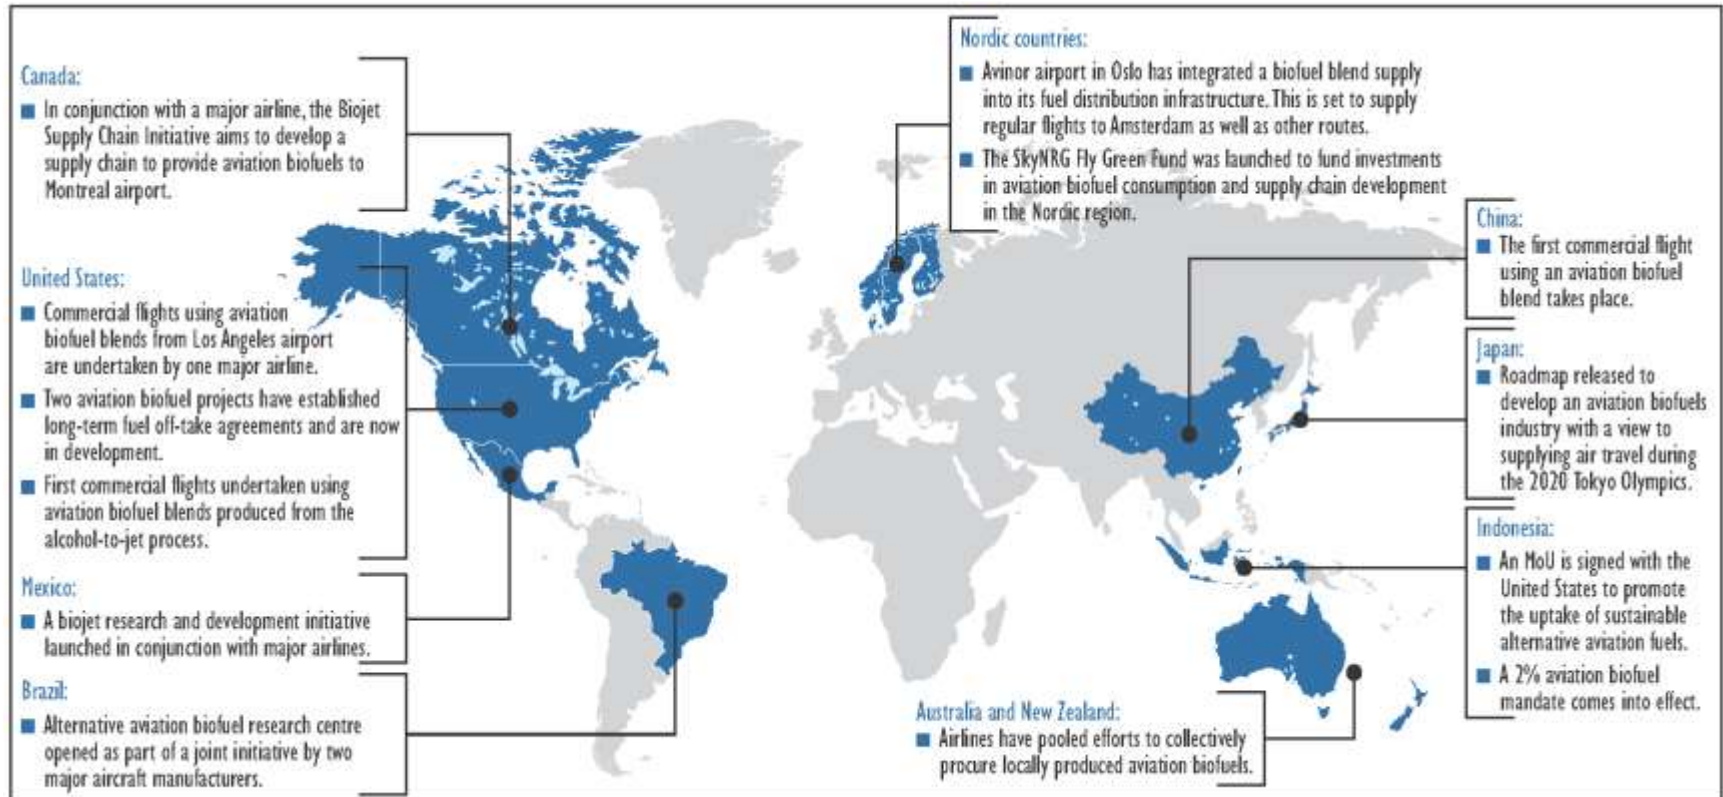 Canada:
■ In conjunction with a major airline, the Biojet
Supply Chain Initiative aims to develop a
supply chain to provide aviation biofuels to
Montreal airport.
United States:
■ Commercial flights using aviation
biofuel blends from Los Angeles airport
are undertaken by one major airline.
■ Two aviation biofuel projects have established
long-term fuel off-take agreements and are now
in development.
■ First commercial flights undertaken using
aviation biofuel blends produced from the
alcohol-to-jet process.
Mexico:
■ A biojet research and development initiative
launched in conjunction with major airlines.
Brazil:
■ Alternative aviation biofuel research centre
opened as part of a joint initiative by two
major aircraft manufacturers.
Nordic countries:
■ Avinor airport in Oslo has integrated a biofuel blend supply
into its fuel distribution infrastructure. This is set to supply
regular flights to Amsterdam as well as other routes.
■ The SkyNRG Fly Green Fund was launched to fund investments
in aviation biofuel consumption and supply chain development
in the Nordic region.
China:
■ The first commercial flight
using an aviation biofuel
blend takes place.
Japan:
■ Roadmap released to
develop an aviation biofuels
industry with a view to
supplying air travel during
the 2020 Tokyo Olympics.
Indonesia:
■ An MoU is signed with the
United States to promote
the uptake of sustainable
alternative aviation fuels.
■ A 2% aviation biofuel
mandate comes into effect.
Australia and New Zealand:
■ Airlines have pooled efforts to collectively
procure locally produced aviation biofuels.